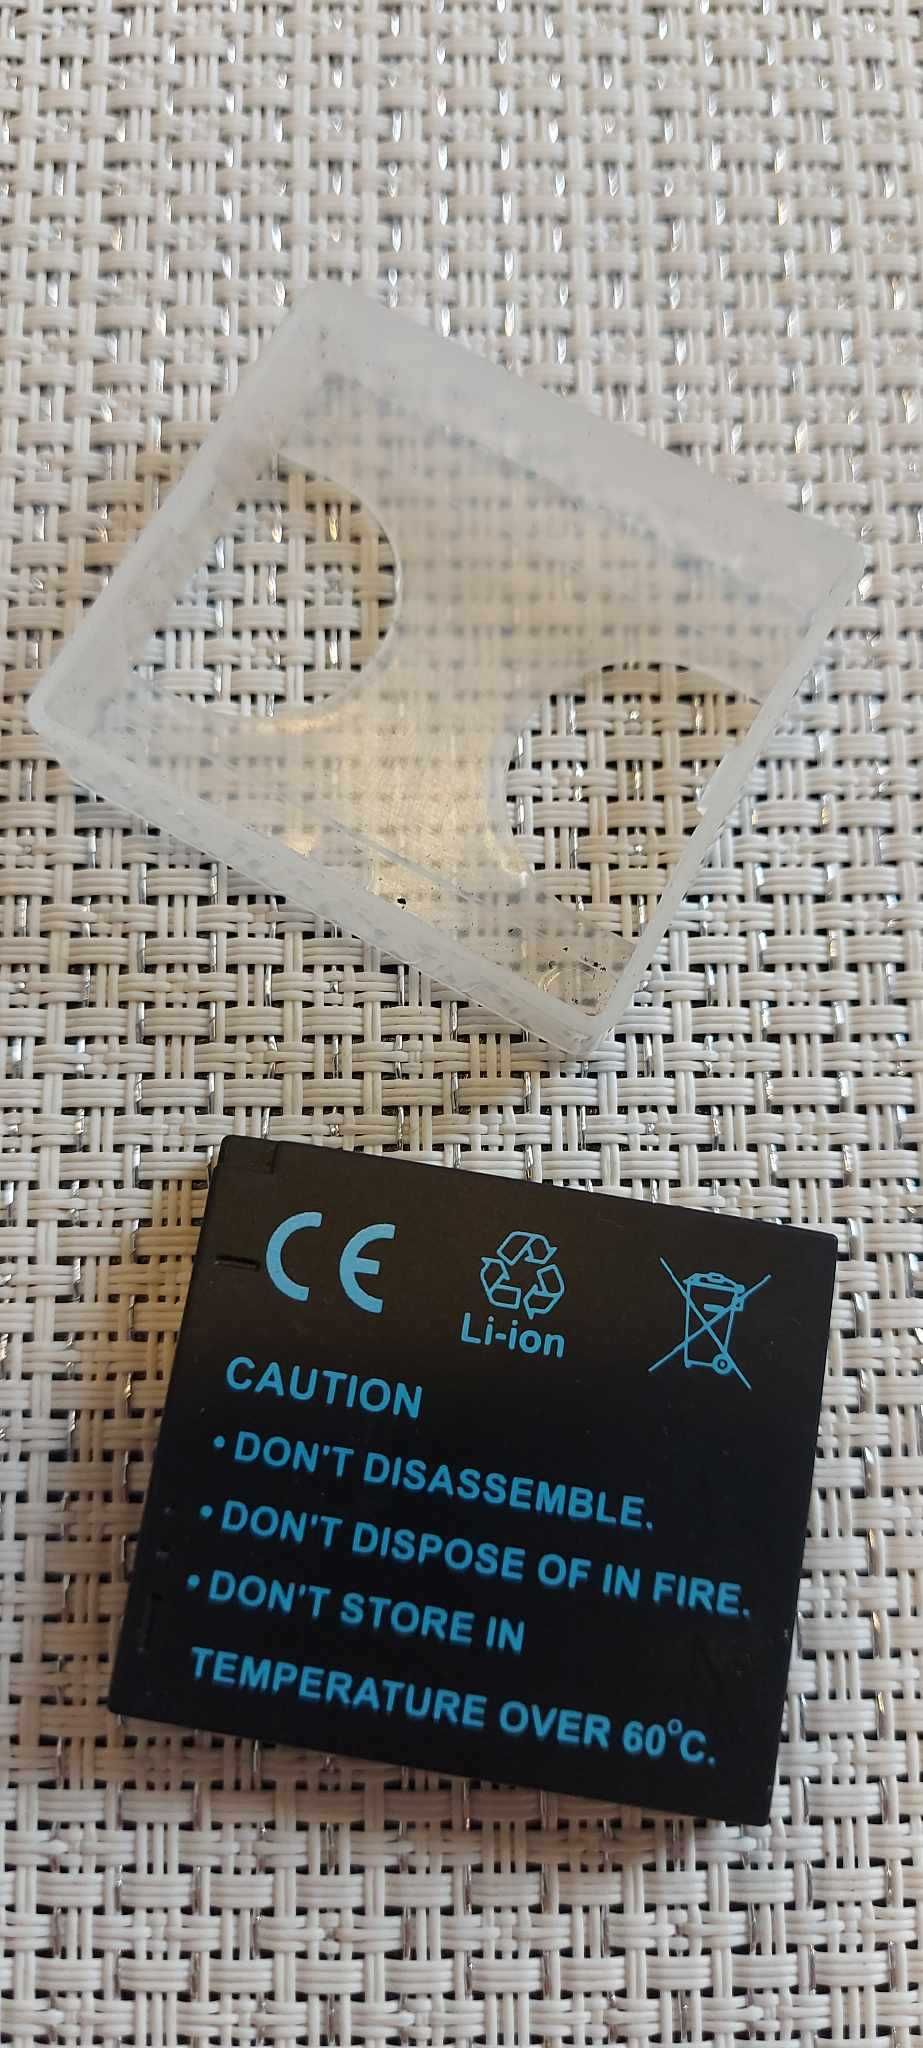 CE
Li-ion
CAUTION
• DON'T DISASSEMBLE.
• DON'T DISPOSE OF IN FIRE.
• DON'T STORE IN
TEMPERATURE OVER 60°C.